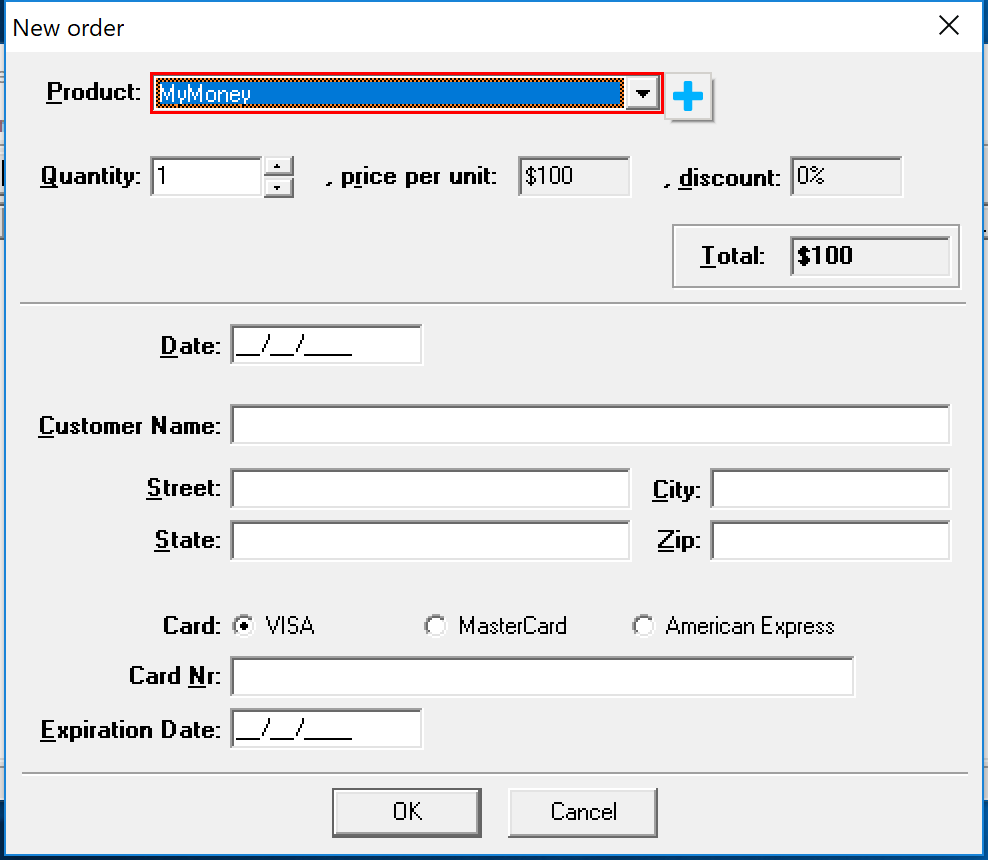 New order
Product: MyMoney
Quantity: 1 , price per unit: $100 , discount: 0%
Total: $100
Date: __/__/____
Customer Name:
Street: City:
State: Zip:
Card: VISA MasterCard American Express
Card Nr:
Expiration Date: __/__/____
OK Cancel